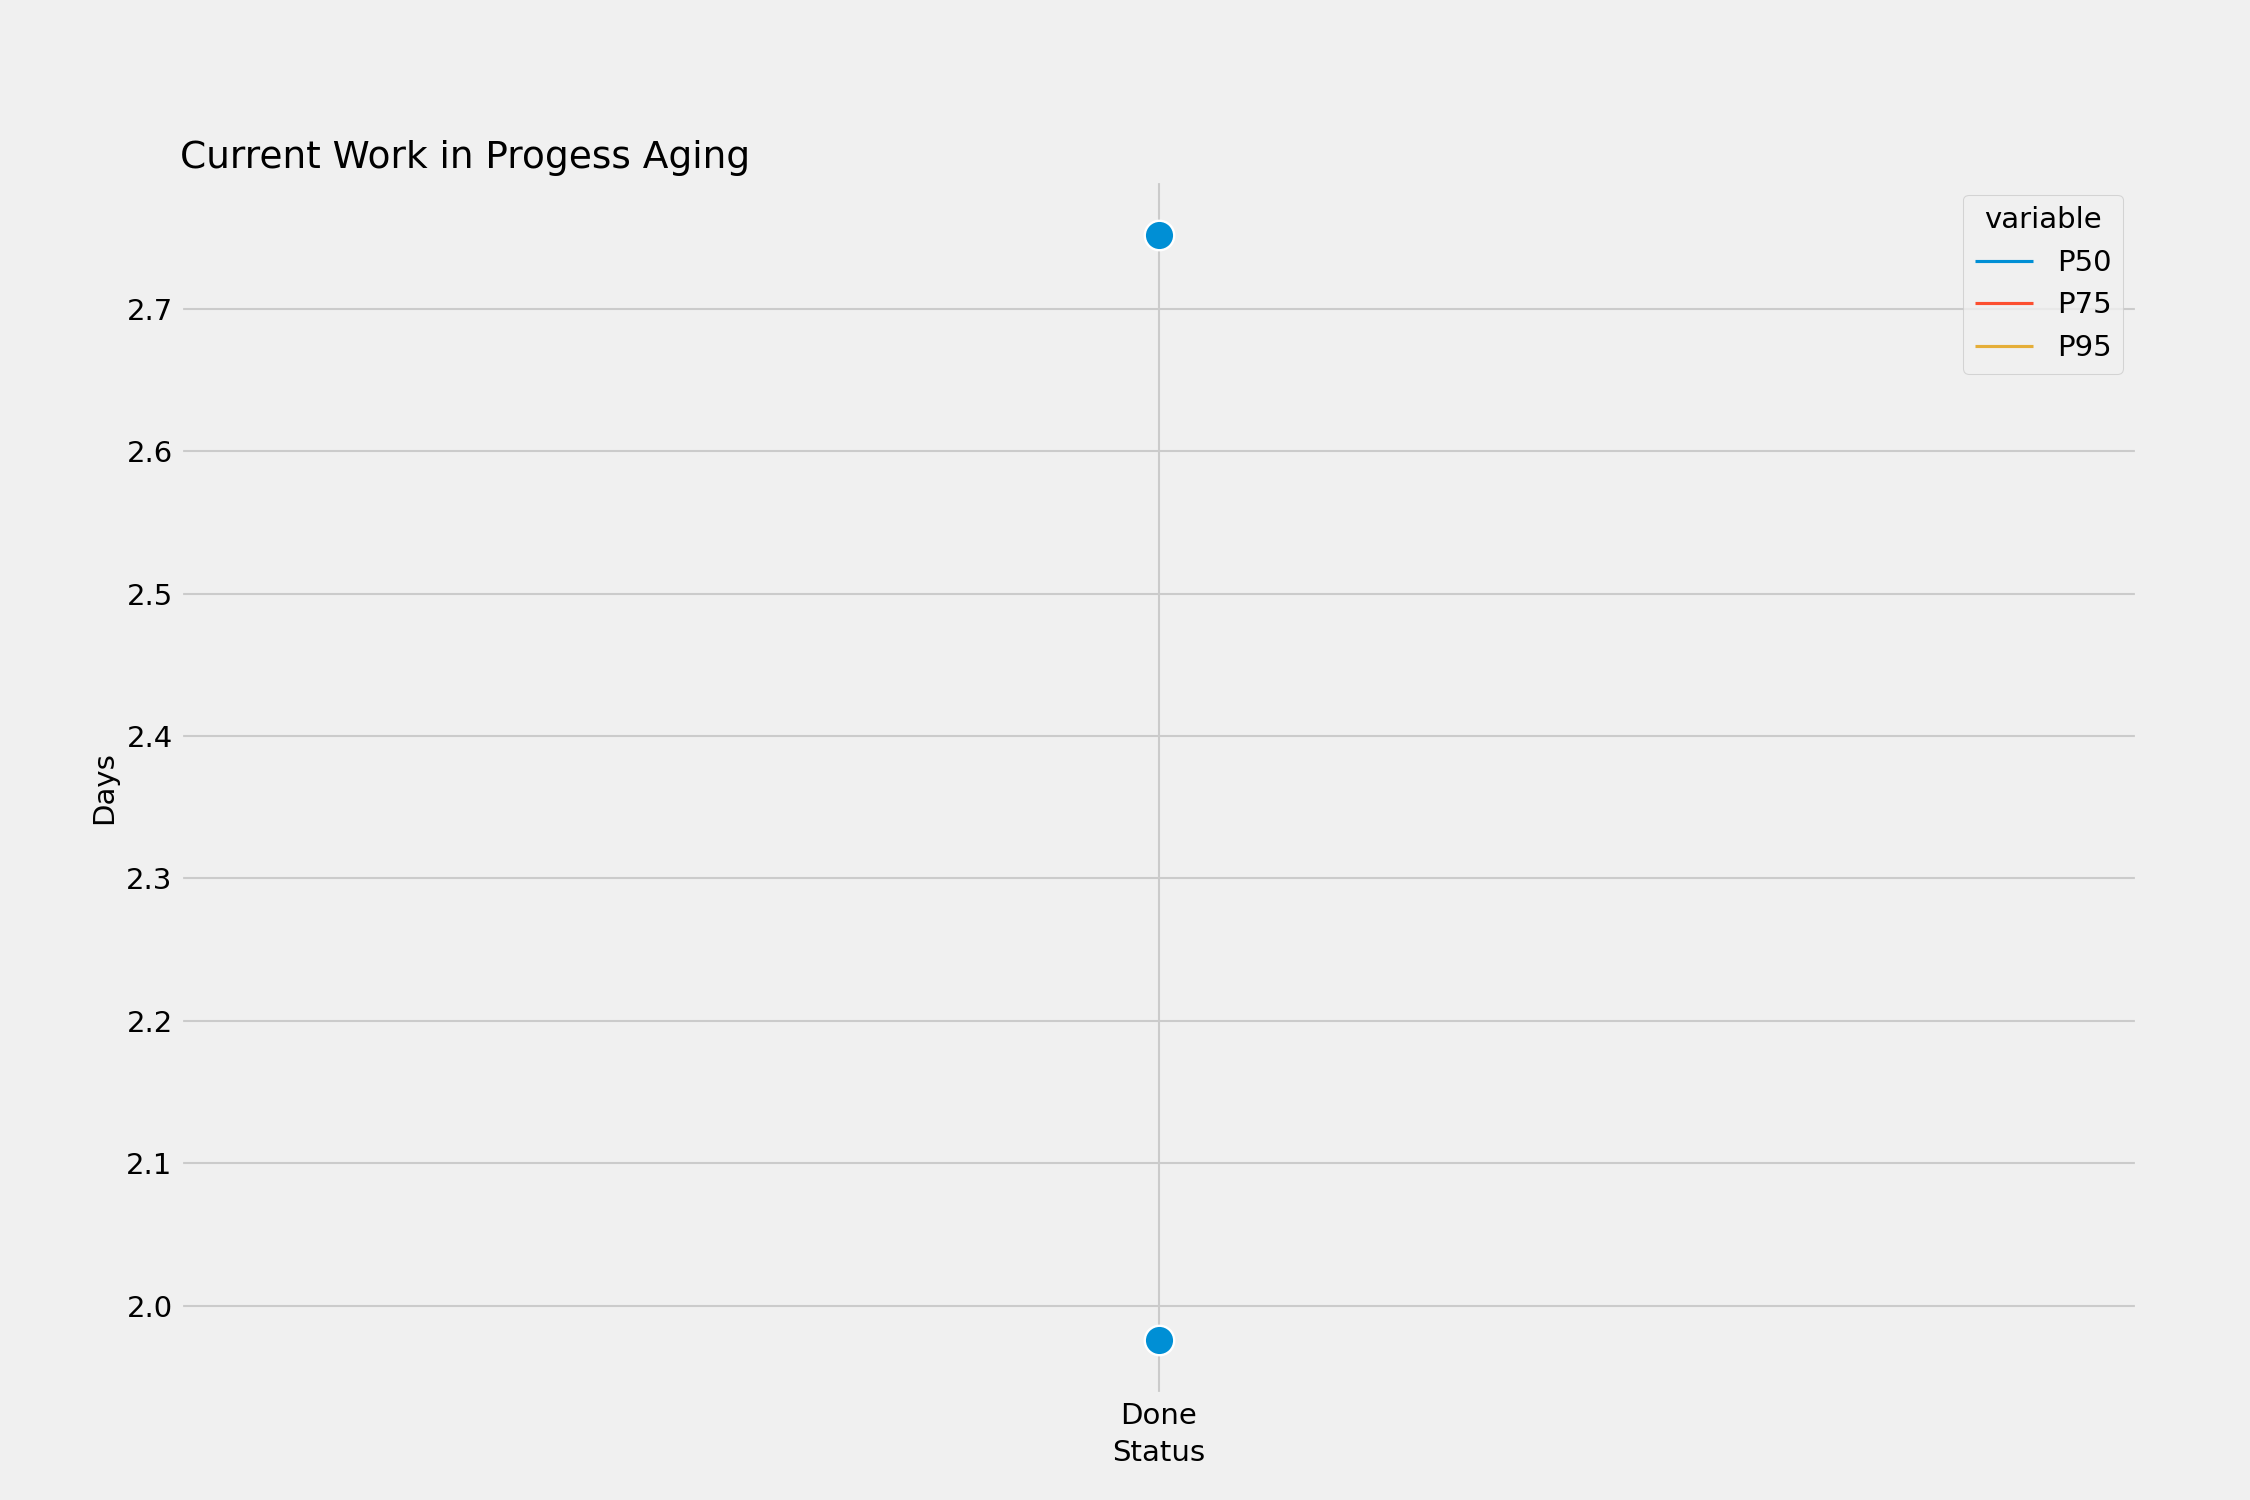 Current Work in Progess Aging
variable
P50
P75
P95
2.7
2.6
2.5
2.4
2.3
2.2
2.1
2.0
Days
Done
Status